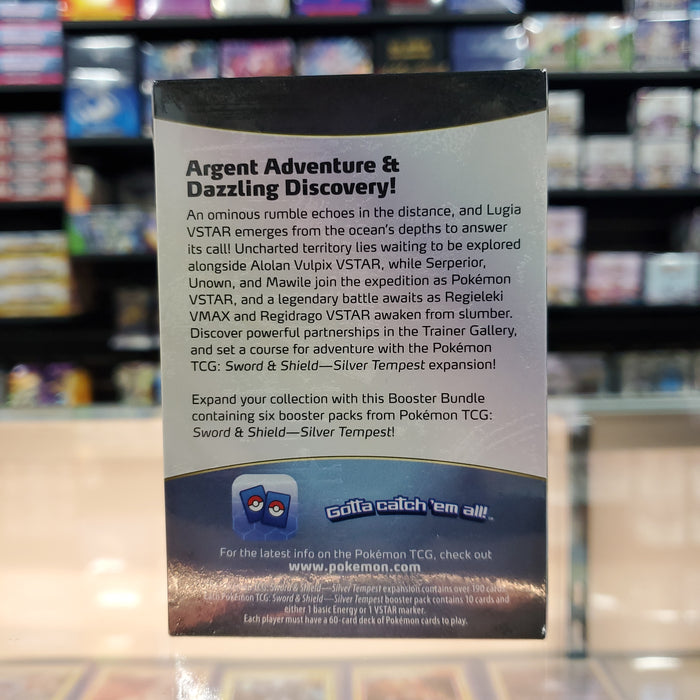 Argent Adventure &
Dazzling Discovery!
An ominous rumble echoes in the distance, and Lugia
VSTAR emerges from the ocean's depths to answer
its call! Uncharted territory lies waiting to be explored
alongside Alolan Vulpix VSTAR, while Serperior,
Unown, and Mawile join the expedition as Pokémon
VSTAR, and a legendary battle awaits as Regieleki
VMAX and Regidrago VSTAR awaken from slumber.
Discover powerful partnerships in the Trainer Gallery,
and set a course for adventure with the Pokémon
TCG: Sword & Shield—Silver Tempest expansion!
Expand your collection with this Booster Bundle
containing six booster packs from Pokémon TCG:
Sword & Shield—Silver Tempest!
Gotta catch 'em all!
For the latest info on the Pokémon TCG, check out
www.pokemon.com
TCG: Sword & Shield—Silver Tempest expansion contains over 190 cards.
Each Pokémon TCG: Sword & Shield—Silver Tempest booster pack contains 10 cards and
either 1 basic Energy or 1 VSTAR marker.
Each player must have a 60-card deck of Pokémon cards to play.